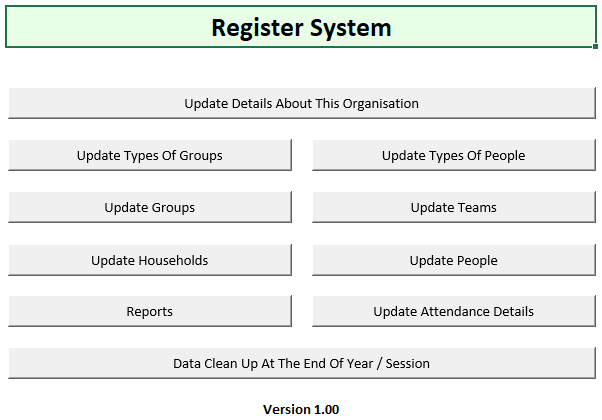 Register System
Update Details About This Organisation
Update Types Of Groups
Update Types Of People
Update Groups
Update Teams
Update Households
Update People
Reports
Update Attendance Details
Data Clean Up At The End Of Year / Session
Version 1.00